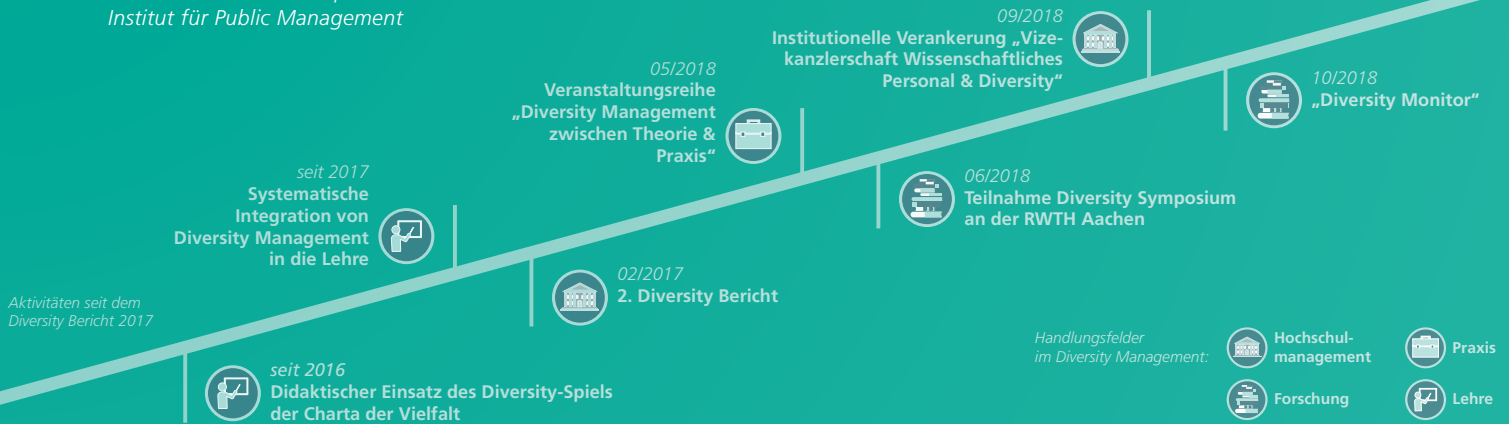 Institut für Public Management
09/2018
Institutionelle Verankerung „Vize-
kanzlerschaft Wissenschaftliches
Personal & Diversity“
10/2018
„Diversity Monitor“
05/2018
Veranstaltungsreihe
„Diversity Management
zwischen Theorie &
Praxis“
06/2018
Teilnahme Diversity Symposium
an der RWTH Aachen
seit 2017
Systematische
Integration von
Diversity Management
in die Lehre
02/2017
2. Diversity Bericht
Aktivitäten seit dem
Diversity Bericht 2017
seit 2016
Didaktischer Einsatz des Diversity-Spiels
der Charta der Vielfalt
Handlungsfelder
im Diversity Management:
Hochschul-
management
Praxis
Forschung
Lehre